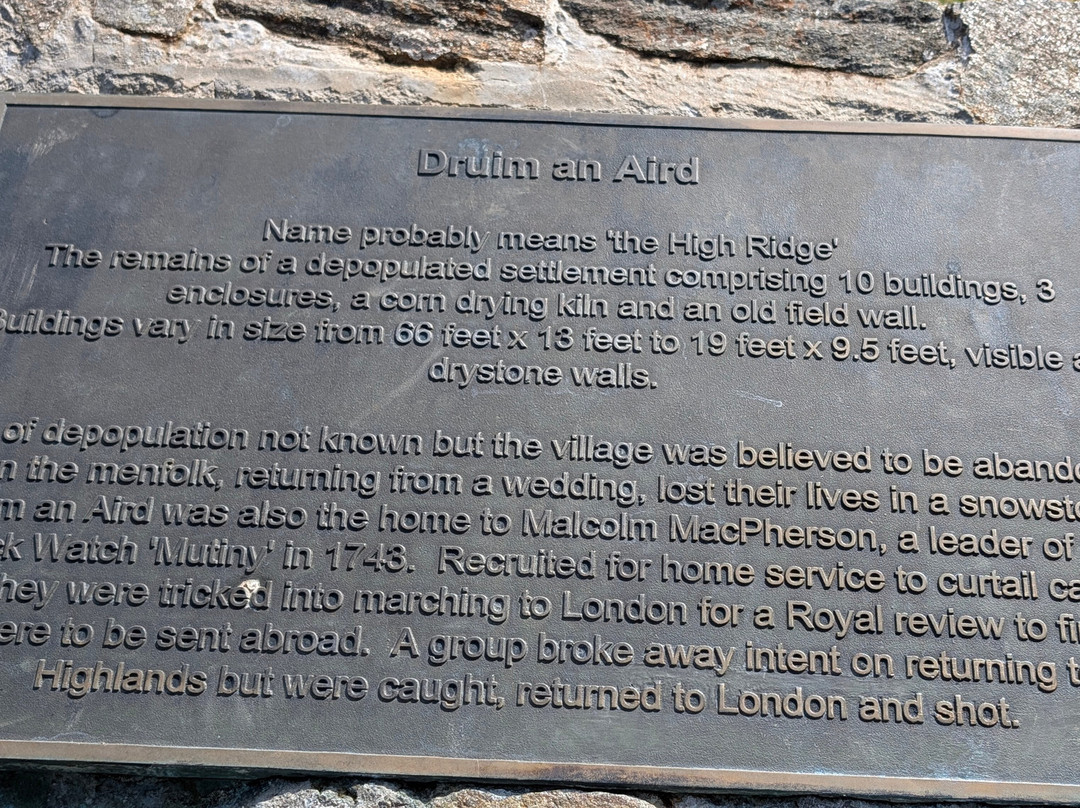 Druim an Aird
Name probably means 'the High Ridge'
The remains of a depopulated settlement comprising 10 buildings, 3
enclosures, a corn drying kiln and an old field wall.
Buildings vary in size from 66 feet x 13 feet to 19 feet x 9.5 feet, visible
drystone walls.
of depopulation not known but the village was believed to be
the menfolk, returning from a wedding, lost their lives in a
an Aird was also the home to Malcolm MacPherson, a leader of
Watch 'Mutiny' in 1743. Recruited for home service to curtail
they were tricked into marching to London for a Royal review to
to be sent abroad. A group broke away intent on returning
Highlands but were caught, returned to London and shot.